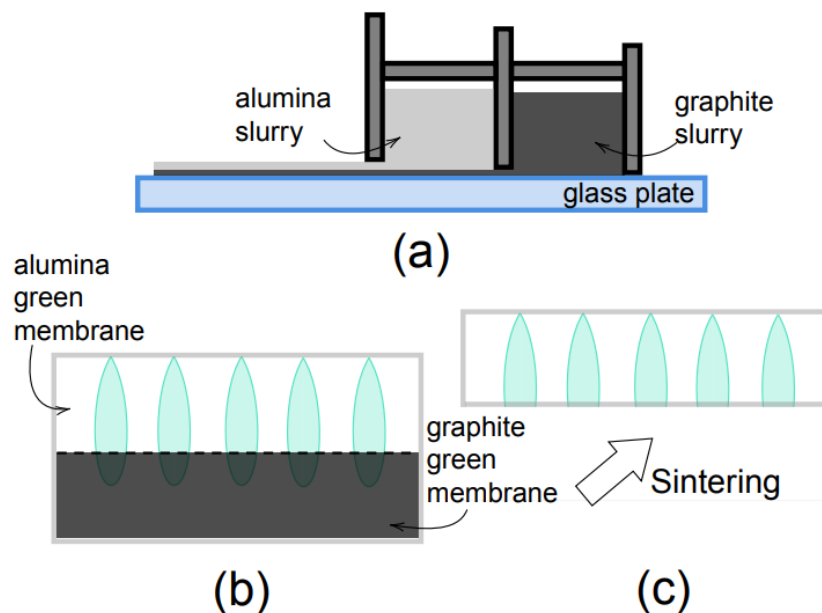 alumina
slurry
graphite
slurry
glass plate
(a)
alumina
green
membrane
graphite
green
membrane
Sintering
(b)
(c)